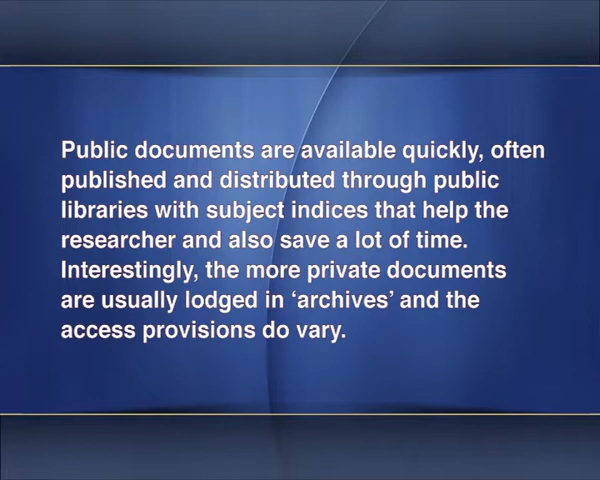 Public documents are available quickly, often
published and distributed through public
libraries with subject indices that help the
researcher and also save a lot of time.
Interestingly, the more private documents
are usually lodged in ‘archives’ and the
access provisions do vary.